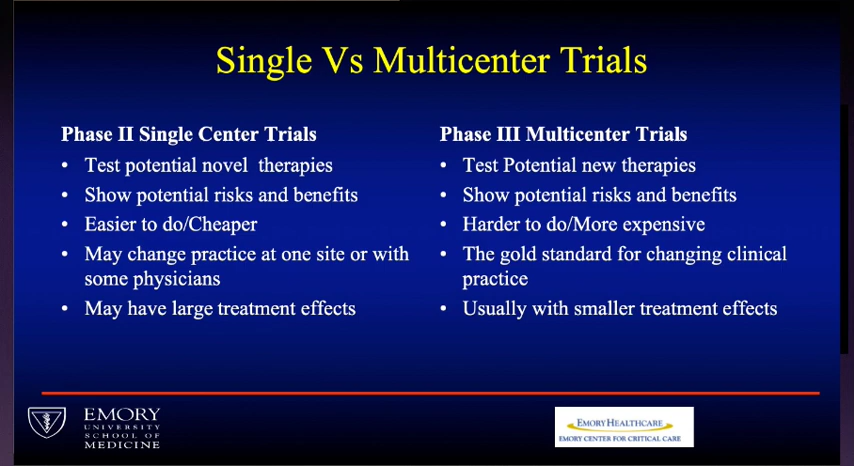 Single Vs Multicenter Trials
Phase II Single Center Trials
• Test potential novel therapies
• Show potential risks and benefits
• Easier to do/Cheaper
• May change practice at one site or with
some physicians
• May have large treatment effects
Phase III Multicenter Trials
• Test Potential new therapies
• Show potential risks and benefits
• Harder to do/More expensive
• The gold standard for changing clinical
practice
• Usually with smaller treatment effects
EMORY
UNIVERSITY
SCHOOL OF
MEDICINE
EMORY HEALTHCARE
EMORY CENTER FOR CRITICAL CARE